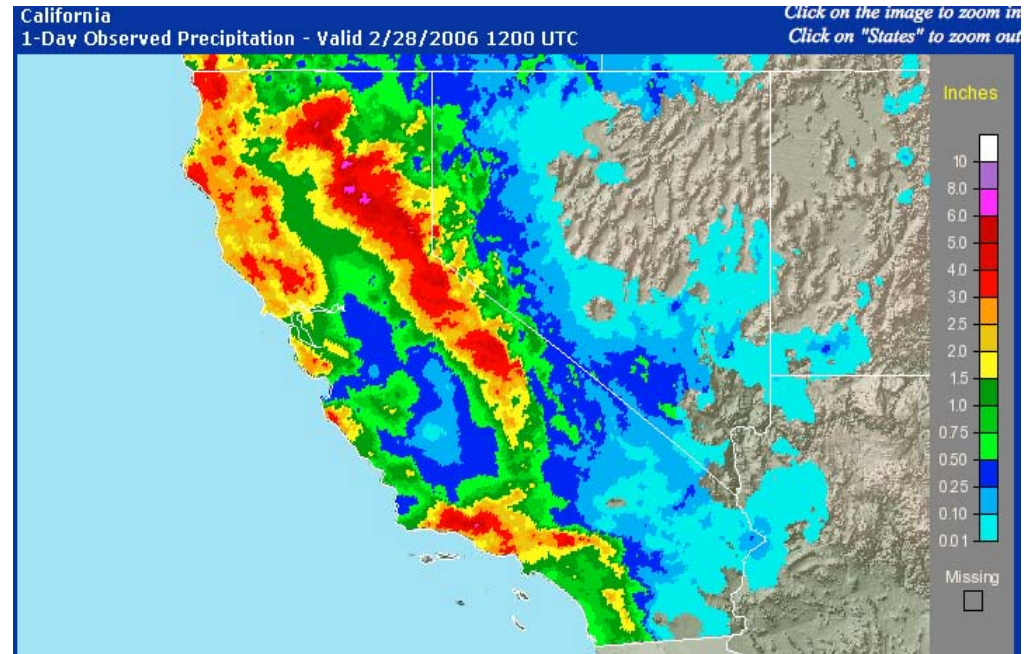 California
1-Day Observed Precipitation - Valid 2/28/2006 1200 UTC
Click on the image to zoom in
Click on "States" to zoom out
Inches
10
8.0
6.0
5.0
4.0
3.0
2.5
2.0
1.5
1.0
0.75
0.50
0.25
0.10
0.01
Missing